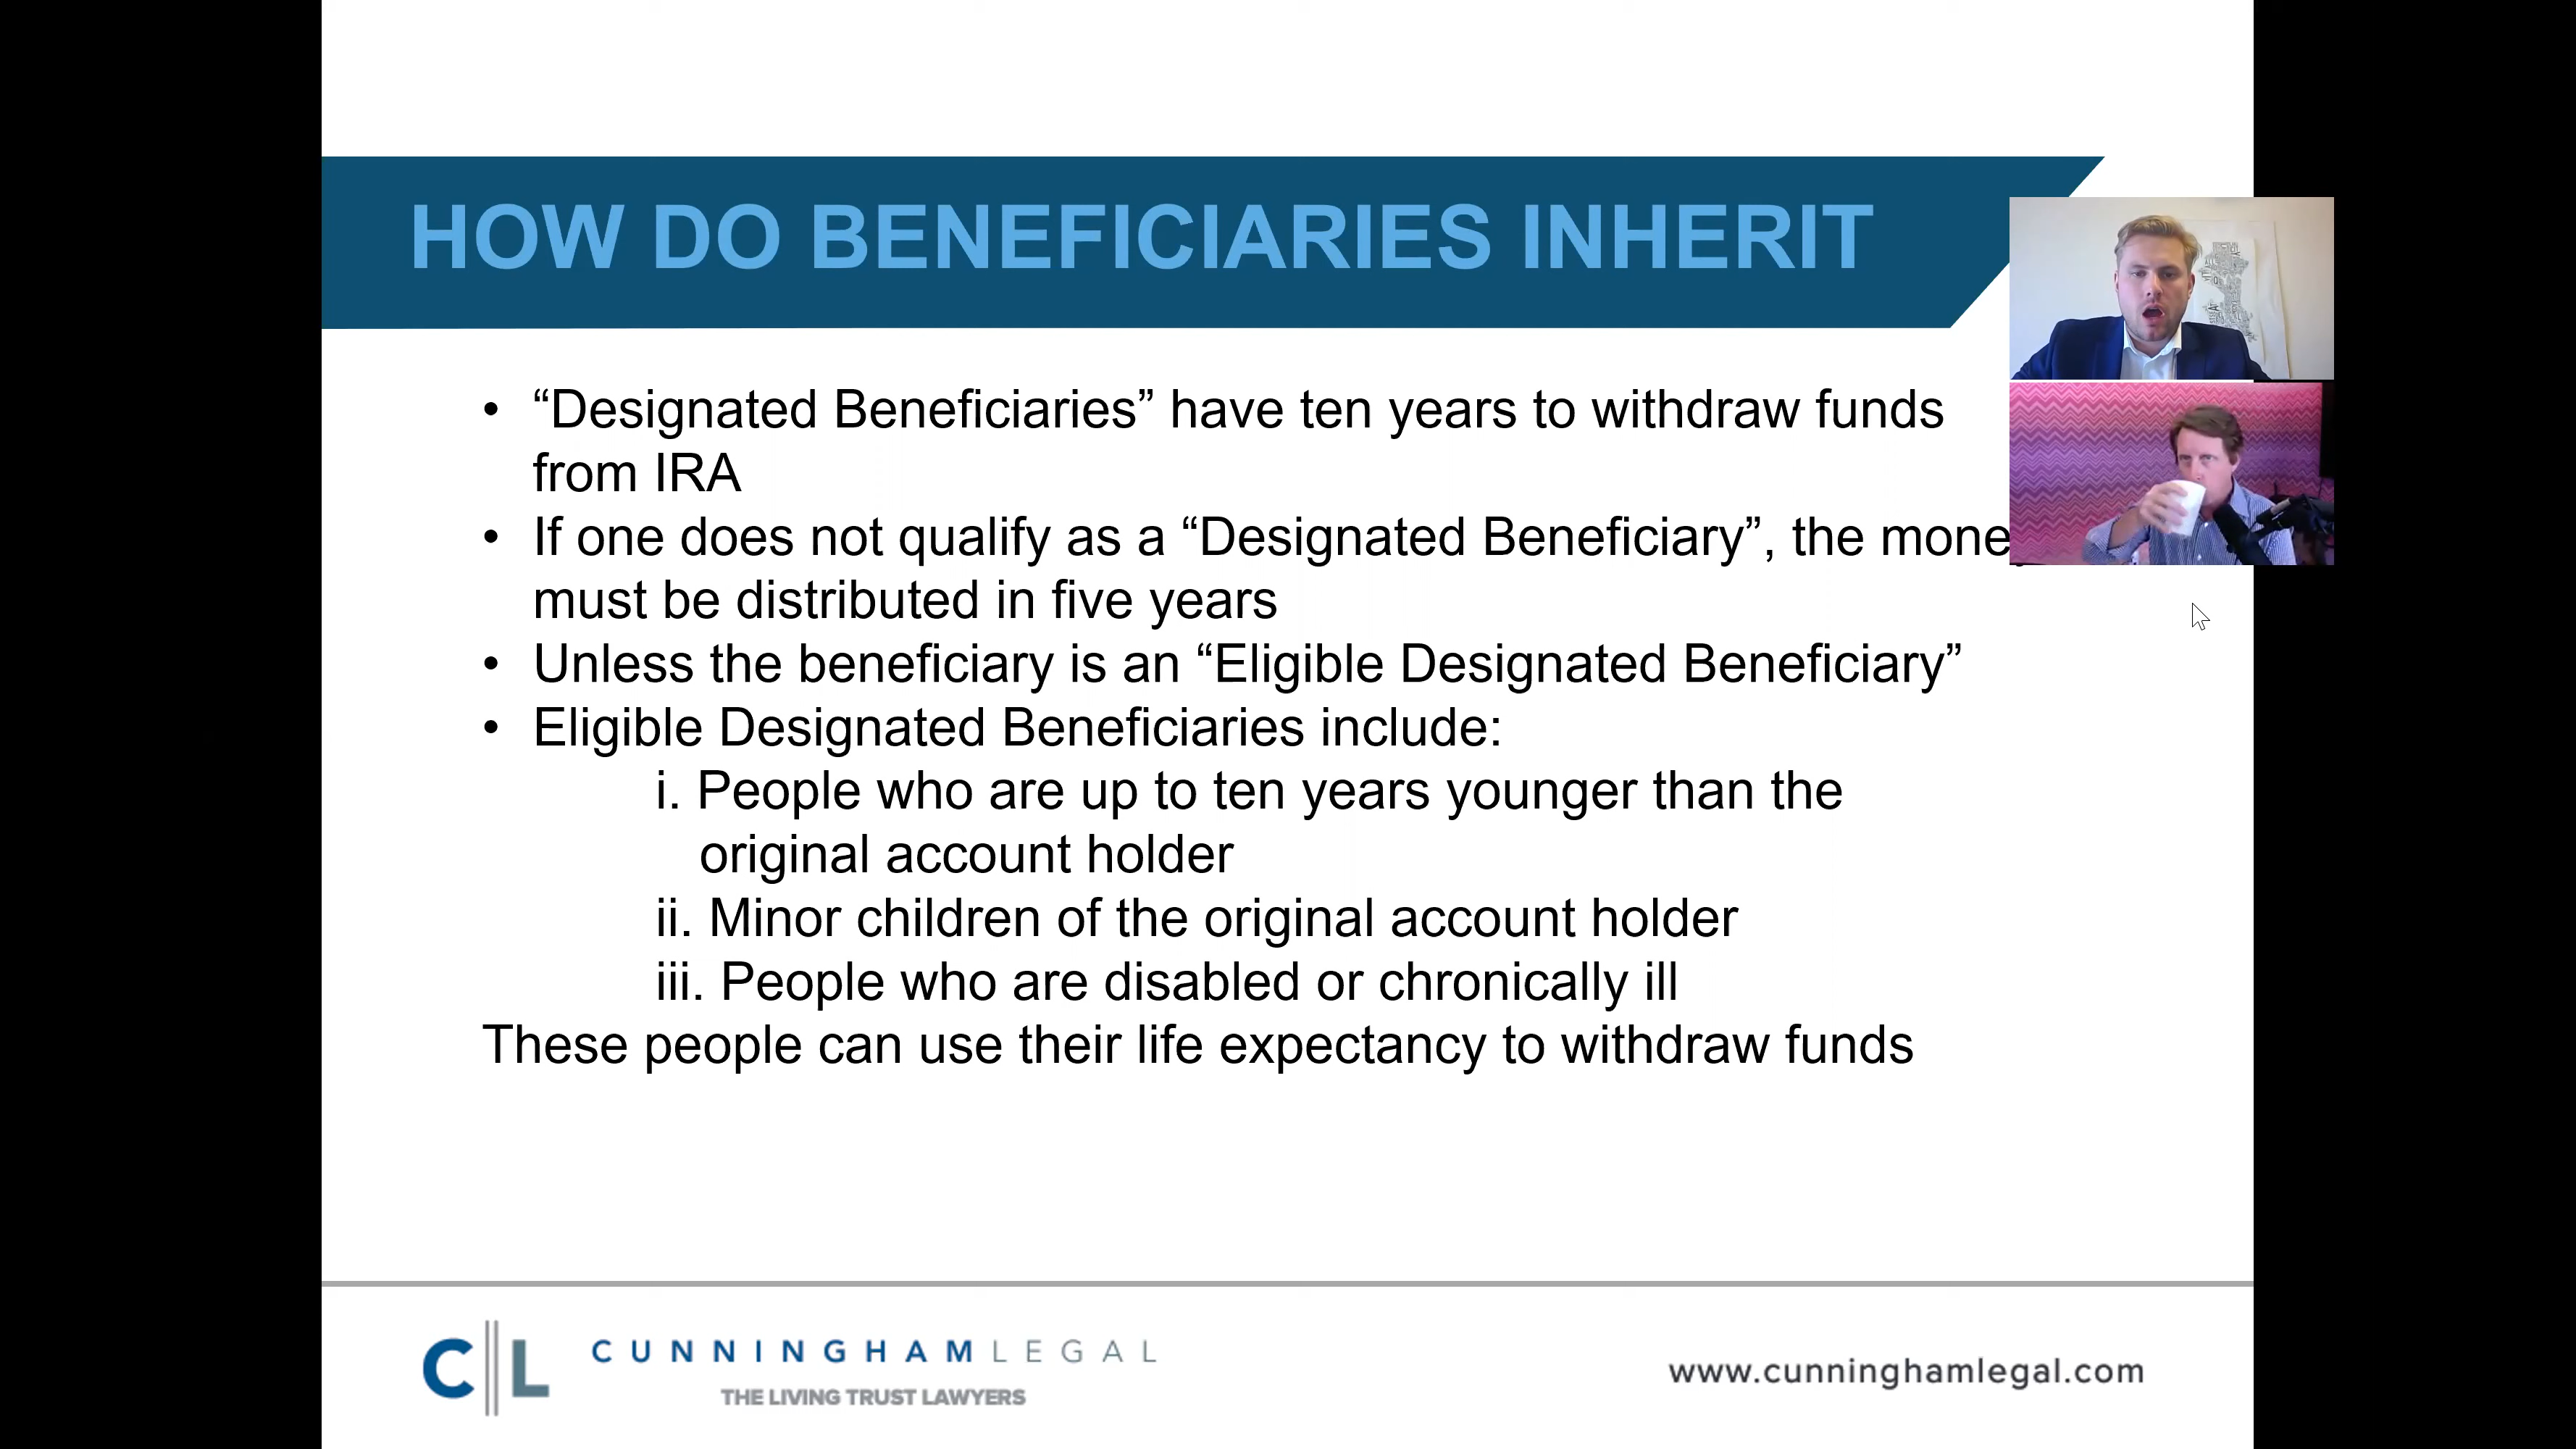 HOW DO BENEFICIARIES INHERIT
• “Designated Beneficiaries” have ten years to withdraw funds
from IRA
• If one does not qualify as a “Designated Beneficiary”, the
must be distributed in five years
• Unless the beneficiary is an “Eligible Designated Beneficiary”
• Eligible Designated Beneficiaries include:
i. People who are up to ten years younger than the
original account holder
ii. Minor children of the original account holder
iii. People who are disabled or chronically ill
These people can use their life expectancy to withdraw funds
CL CUNNINGHAMLEGAL
THE LIVING TRUST LAWYERS
www.cunninghamlegal.com